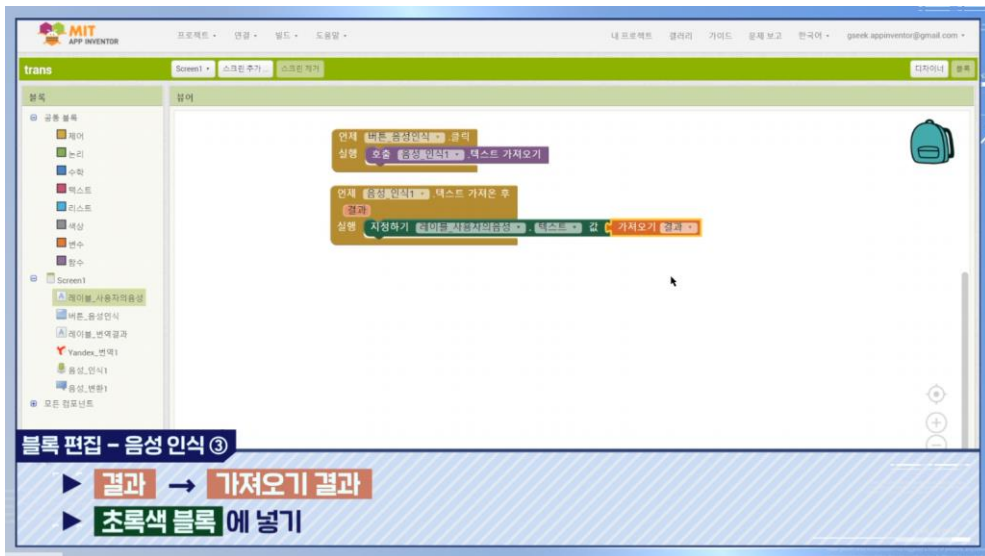 MIT
APP INVENTOR
프로젝트 연결 빌드 도움말 내 프로젝트 갤러리 가이드 문제 보고 한국어 gseek.appinventor@gmail.com
trans Screen1 스크린 추가 ... 스크린 제거 디자이너 블록
블록 뷰어
공통 블록
제어
논리
수학
텍스트
리스트
색상
변수
함수
Screen1
레이블_사용자의음성
버튼_음성인식
레이블_번역결과
Yandex_번역1
음성_인식1
음성_변환1
모든 컴포넌트
언제 버튼_음성인식 .클릭
실행 호출 음성_인식1 .텍스트 가져오기
언제 음성_인식1 .텍스트 가져온 후
결과
실행 지정하기 레이블_사용자의음성 . 텍스트 값 가져오기 결과
블록 편집 – 음성 인식 ③
▶ 결과 → 가져오기 결과
▶ 초록색 블록 에 넣기